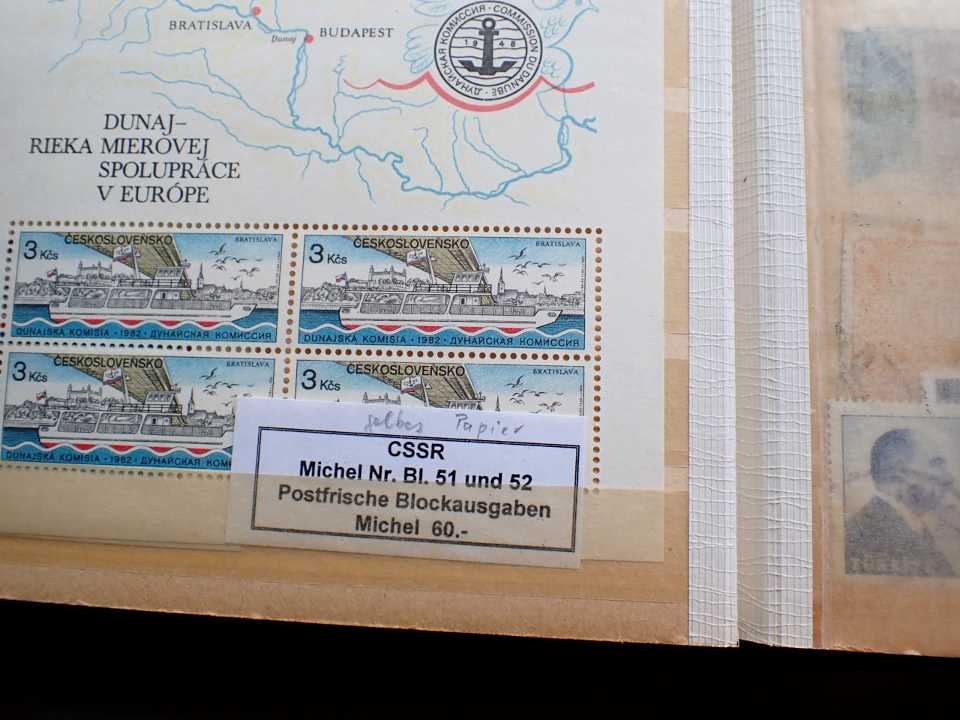 BRATISLAVA
Dunaj
BUDAPEST
ДУНАЙСКАЯ КОМИССИЯ · COMMISSION DU DANUBE ·
1948
DUNAJ–
RIEKA MIEROVEJ
SPOLUPRÁCE
V EURÓPE
3 Kčs
ČESKOSLOVENSKO
BRATISLAVA
DUNAJSKÁ KOMISIA · 1982 · ДУНАЙСКАЯ КОМИССИЯ
3 Kčs
ČESKOSLOVENSKO
BRATISLAVA
DUNAJSKÁ KOMISIA · 1982 · ДУНАЙСКАЯ КОМИССИЯ
3 Kčs
ČESKOSLOVENSKO
BRATISLAVA
DUNAJSKÁ KOMISIA · 1982 · ДУНАЙСКАЯ КОМ
3 Kčs
ČESKOSLOVENSKO
BRATISLAVA
gelbes Papier
CSSR
Michel Nr. Bl. 51 und 52
Postfrische Blockausgaben
Michel 60.-